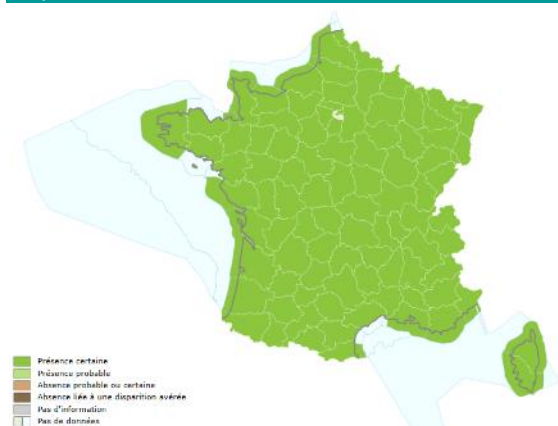 Présence certaine
Présence probable
Absence probable ou certaine
Absence liée à une disparition avérée
Pas d'information
Pas de données